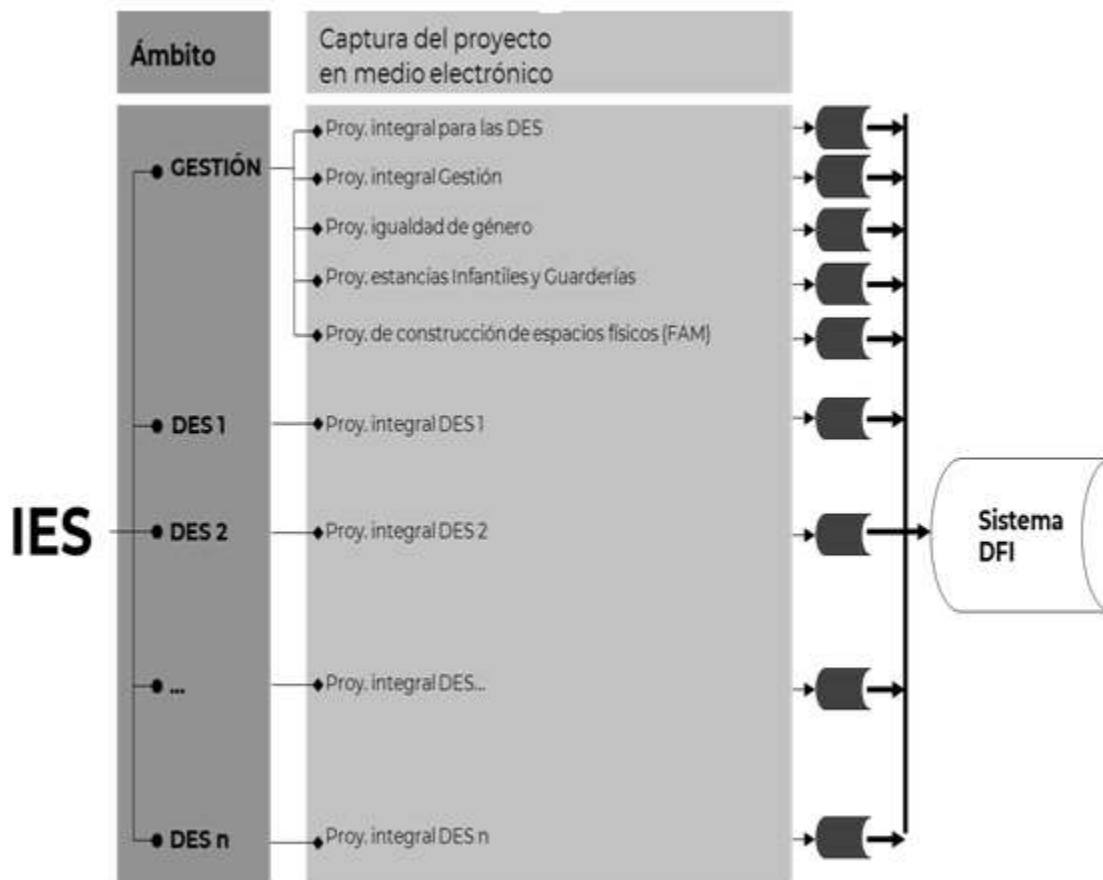 Ámbito
Captura del proyecto
en medio electrónico
GESTIÓN
Proy. integral para las DES
Proy. integral Gestión
Proy. igualdad de género
Proy. estancias Infantiles y Guarderías
Proy. de construcción de espacios físicos (FAM)
DES 1
Proy. integral DES 1
IES
DES 2
Proy. integral DES 2
Sistema
DFI
...
Proy. integral DES...
DES n
Proy. integral DES n